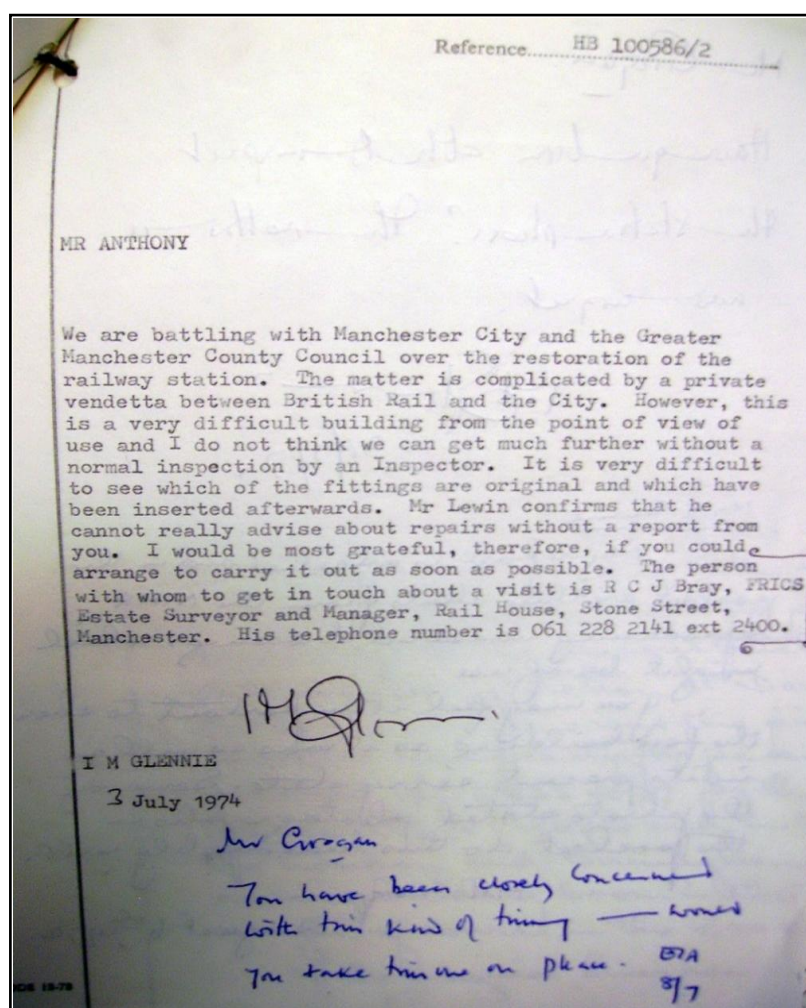 Reference...... HB 100586/2
MR ANTHONY
We are battling with Manchester City and the Greater
Manchester County Council over the restoration of the
railway station. The matter is complicated by a private
vendetta between British Rail and the City. However, this
is a very difficult building from the point of view of
use and I do not think we can get much further without a
normal inspection by an Inspector. It is very difficult
to see which of the fittings are original and which have
been inserted afterwards. Mr Lewin confirms that he
cannot really advise about repairs without a report from
you. I would be most grateful, therefore, if you could
arrange to carry it out as soon as possible. The person
with whom to get in touch about a visit is R C J Bray, FRICS
Estate Surveyor and Manager, Rail House, Stone Street,
Manchester. His telephone number is 061 228 2141 ext 2400.
IMGlennie
I M GLENNIE
3 July 1974
Mr Croogan
You have been closely concerned
with this kind of thing — would
you take this one on please.
8/7